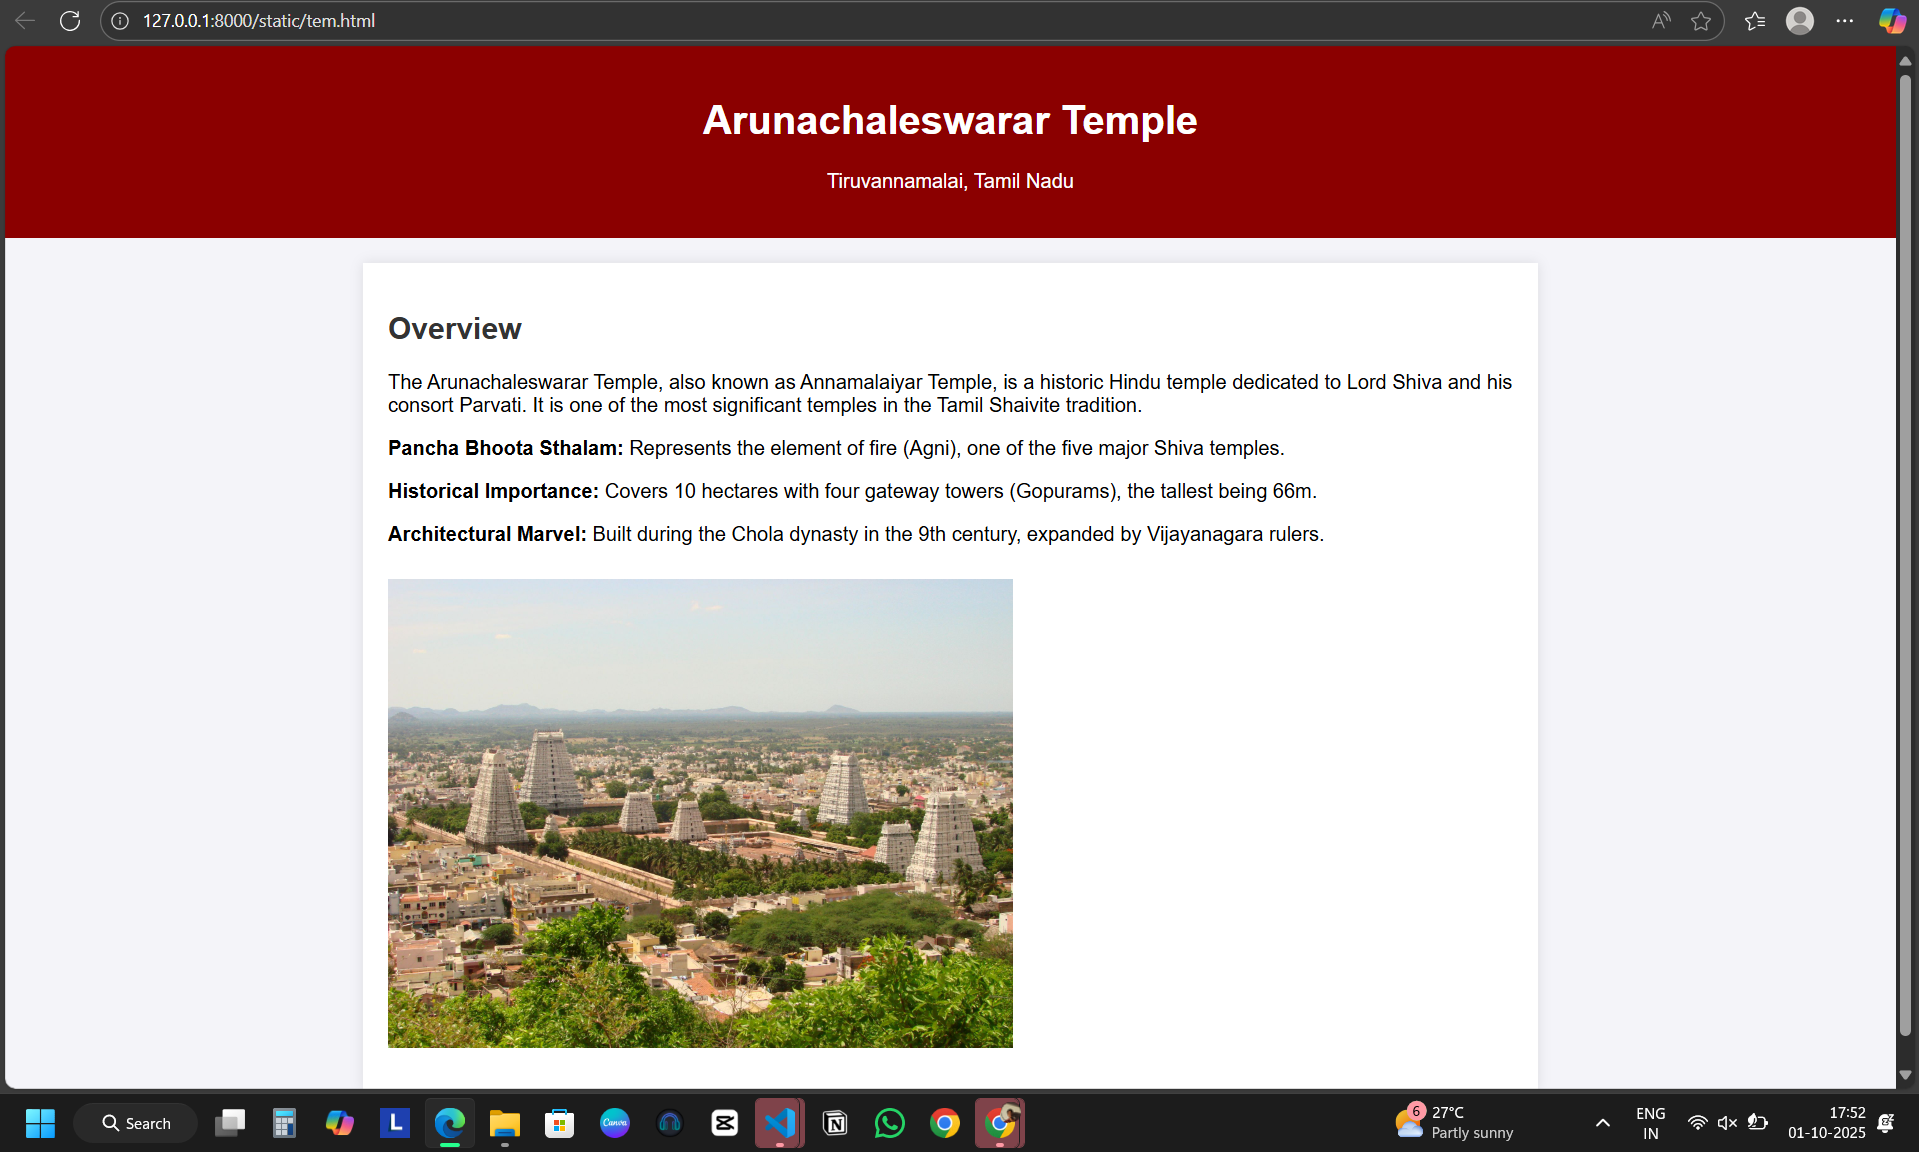 127.0.0.1:8000/static/tem.html
Arunachaleswarar Temple
Tiruvannamalai, Tamil Nadu
Overview
The Arunachaleswarar Temple, also known as Annamalaiyar Temple, is a historic Hindu temple dedicated to Lord Shiva and his
consort Parvati. It is one of the most significant temples in the Tamil Shaivite tradition.
Pancha Bhoota Sthalam: Represents the element of fire (Agni), one of the five major Shiva temples.
Historical Importance: Covers 10 hectares with four gateway towers (Gopurams), the tallest being 66m.
Architectural Marvel: Built during the Chola dynasty in the 9th century, expanded by Vijayanagara rulers.
Search
L
Canva
6
27°C
Partly sunny
ENG
IN
17:52
01-10-2025